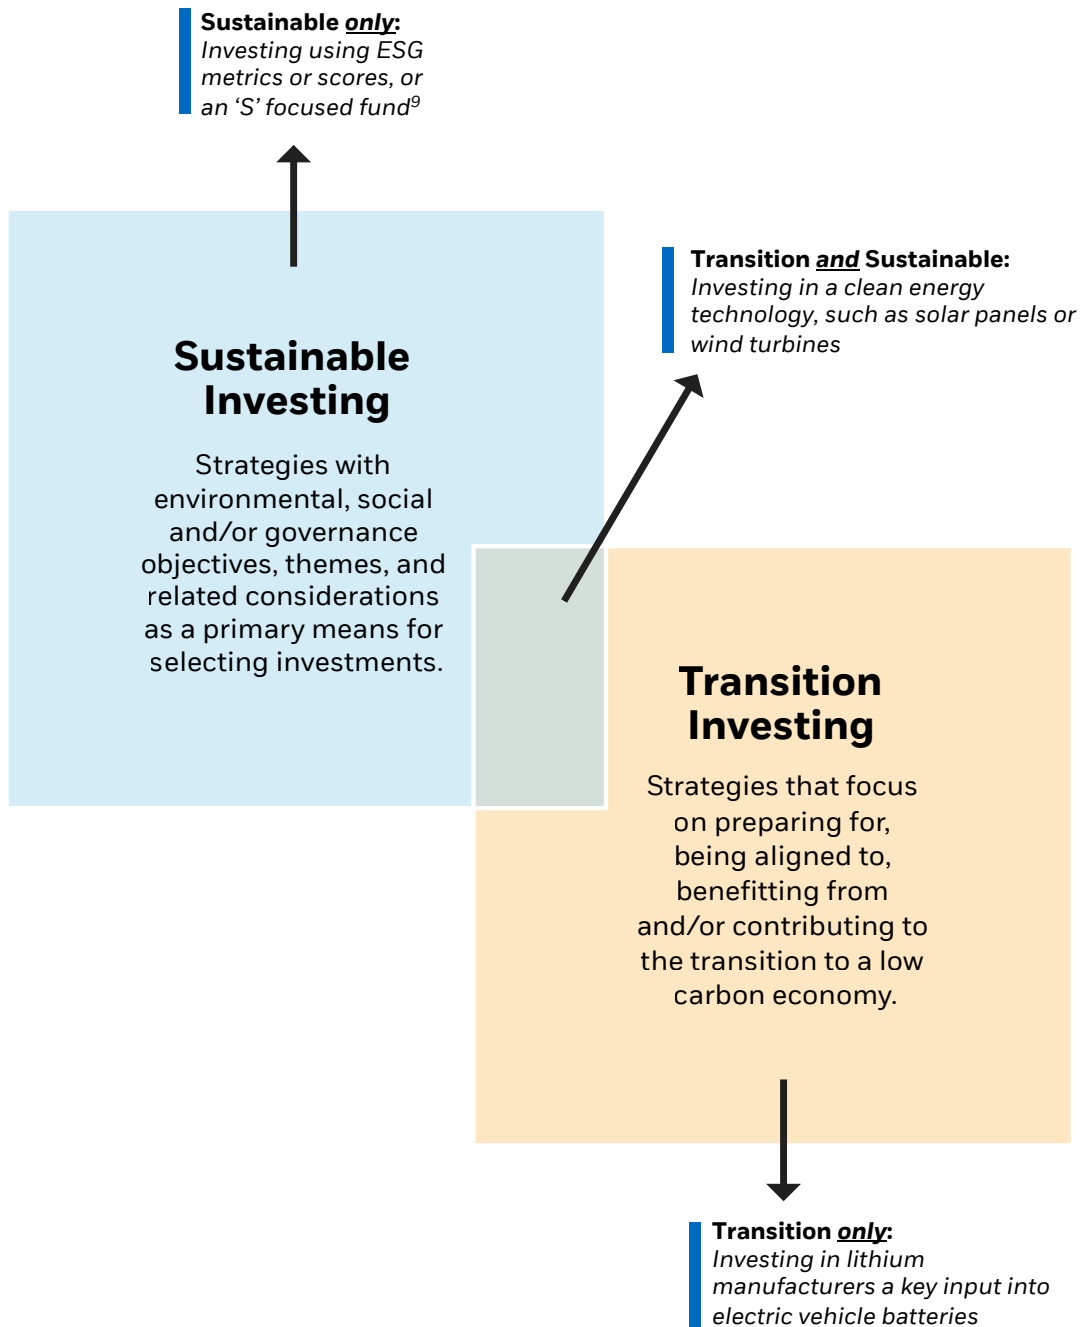 Sustainable only:
Investing using ESG
metrics or scores, or
an ‘S’ focused fund9
Transition and Sustainable:
Investing in a clean energy
technology, such as solar panels or
wind turbines
Sustainable
Investing
Strategies with
environmental, social
and/or governance
objectives, themes, and
related considerations
as a primary means for
selecting investments.
Transition
Investing
Strategies that focus
on preparing for,
being aligned to,
benefitting from
and/or contributing to
the transition to a low
carbon economy.
Transition only:
Investing in lithium
manufacturers a key input into
electric vehicle batteries